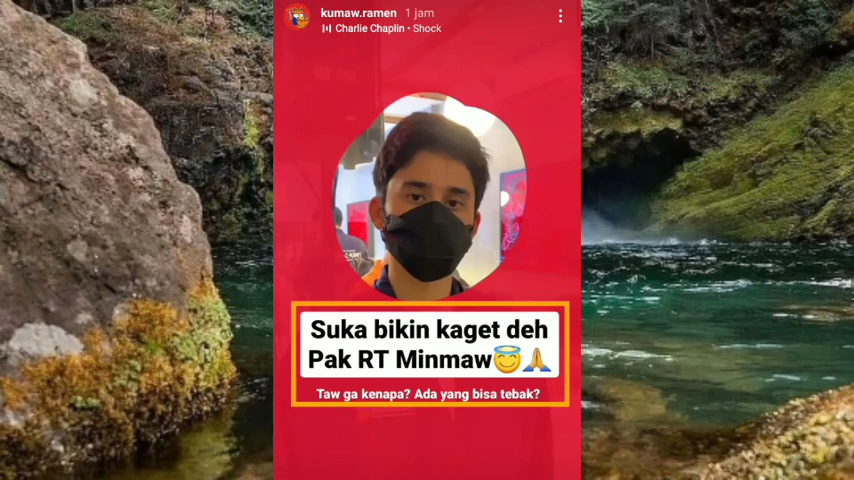 kumaw.ramen 1 jam
Charlie Chaplin • Shock
Suka bikin kaget deh
Pak RT Minmaw😇🙏
Taw ga kenapa? Ada yang bisa tebak?